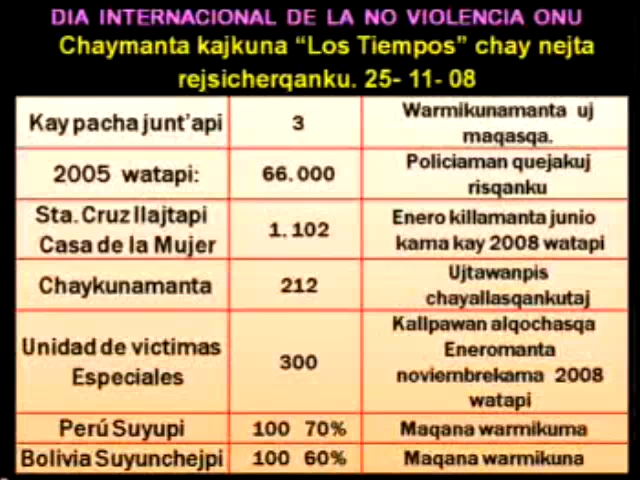 DIA INTERNACIONAL DE LA NO VIOLENCIA ONU
Chaymanta kajkuna “Los Tiempos” chay nejta
rejsicherqanku. 25- 11- 08
Kay pacha junt’api 3 Warmikunamanta uj
maqasqa.
2005 watapi: 66.000 Policiaman quejakuj
risqanku
Sta. Cruz llajtapi
Casa de la Mujer 1.102 Enero killamanta junio
kama kay 2008 watapi
Chaykunamanta 212 Ujtawanpis
chayallasqankutaj
Unidad de victimas
Especiales 300 Kallpawan alqochasqa
Eneromanta
noviembrekama 2008
watapi
Perú Suyupi 100 70% Maqana warmikuma
Bolivia Suyunchejpi 100 60% Maqana warmikuna